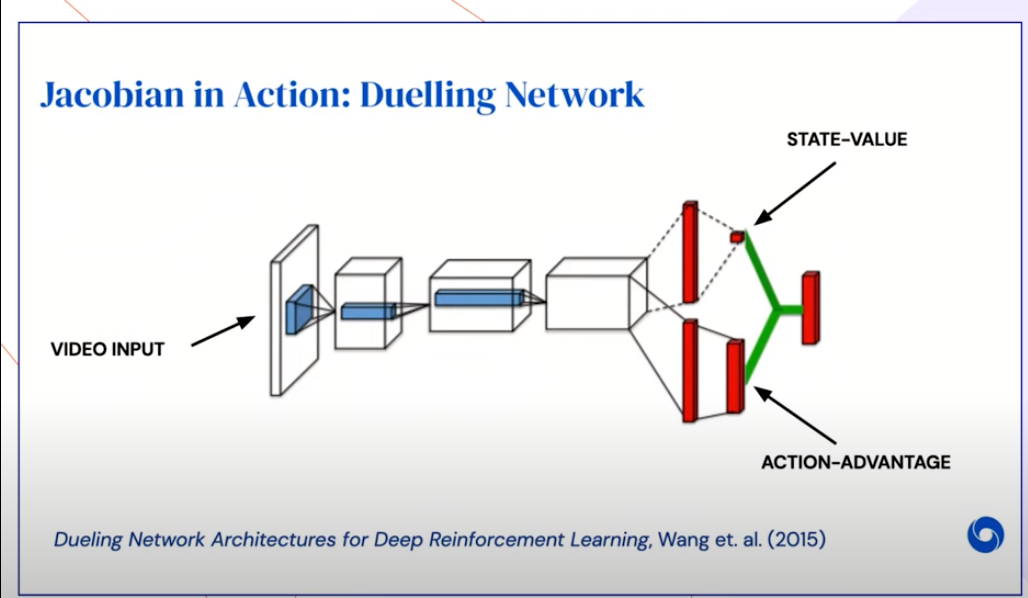 Jacobian in Action: Duelling Network
STATE-VALUE
VIDEO INPUT
ACTION-ADVANTAGE
Dueling Network Architectures for Deep Reinforcement Learning, Wang et. al. (2015)